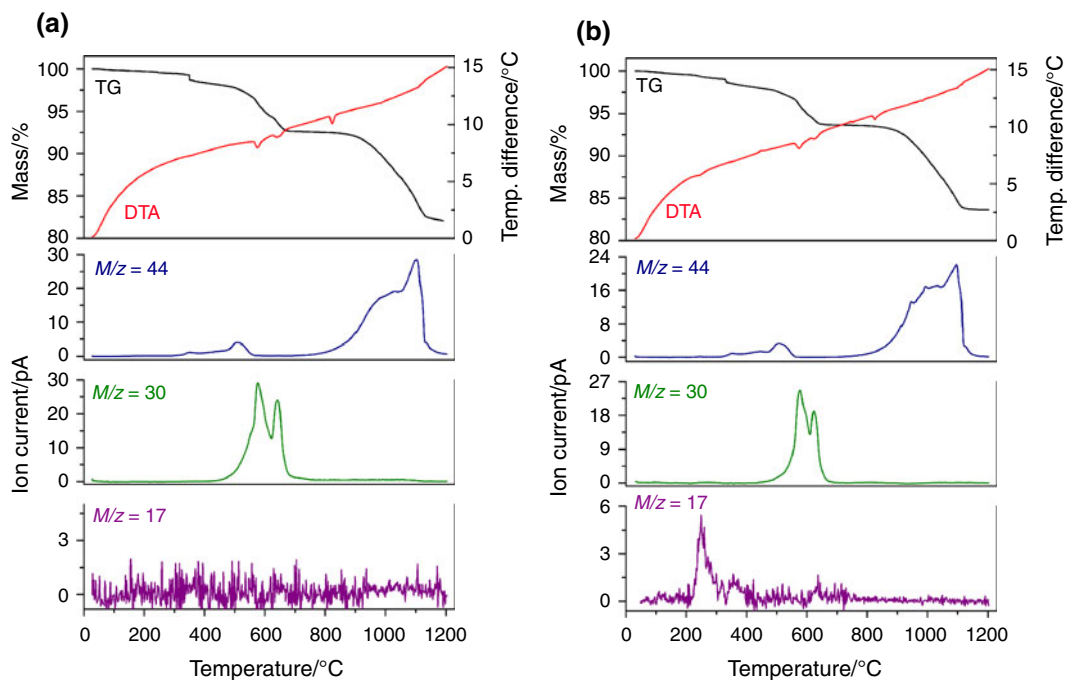 (a)
100
95
90
85
80
Mass/%
TG
DTA
15
10
5
0
Temp. difference/°C
M/z = 44
30
20
10
0
M/z = 30
30
20
10
0
Ion current/pA
M/z = 17
3
0
0 200 400 600 800 1000 1200
Temperature/°C
(b)
100
95
90
85
80
Mass/%
TG
DTA
15
10
5
0
Temp. difference/°C
M/z = 44
24
16
8
0
M/z = 30
27
18
9
0
Ion current/pA
M/z = 17
6
3
0
0 200 400 600 800 1000 1200
Temperature/°C